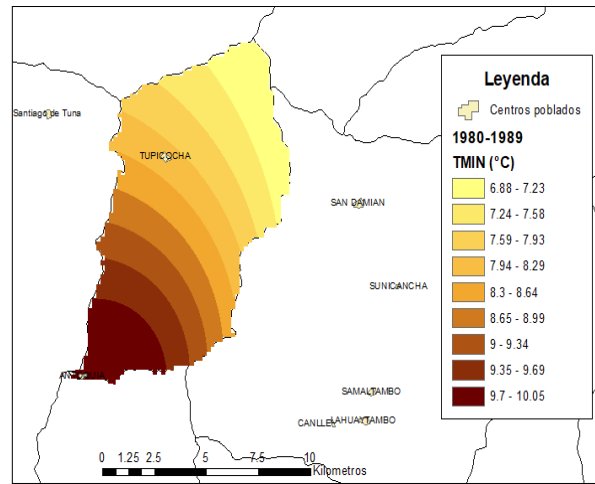 Santiago de Tuna
TUPICOCHA
SAN DAMIAN
SUNICANCHA
SAMALTAMBO
CANLLE
LAHUAYTAMBO
Leyenda
Centros poblados
1980-1989
TMIN (°C)
6.88 - 7.23
7.24 - 7.58
7.59 - 7.93
7.94 - 8.29
8.3 - 8.64
8.65 - 8.99
9 - 9.34
9.35 - 9.69
9.7 - 10.05
0 1.25 2.5 5 7.5 10
Kilometros